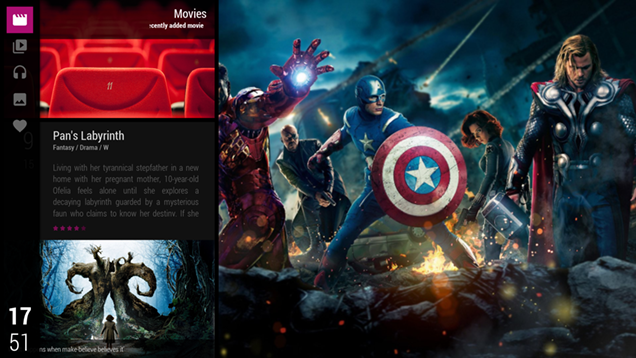 Movies
ecently added movie
11
Pan's Labyrinth
Fantasy / Drama / W
Living with her tyrannical stepfather in a new
home with her pregnant mother, 10-year-old
Ofelia feels alone until she explores a
decaying labyrinth guarded by a mysterious
faun who claims to know her destiny. If she
ns when make believe believes it
17
51